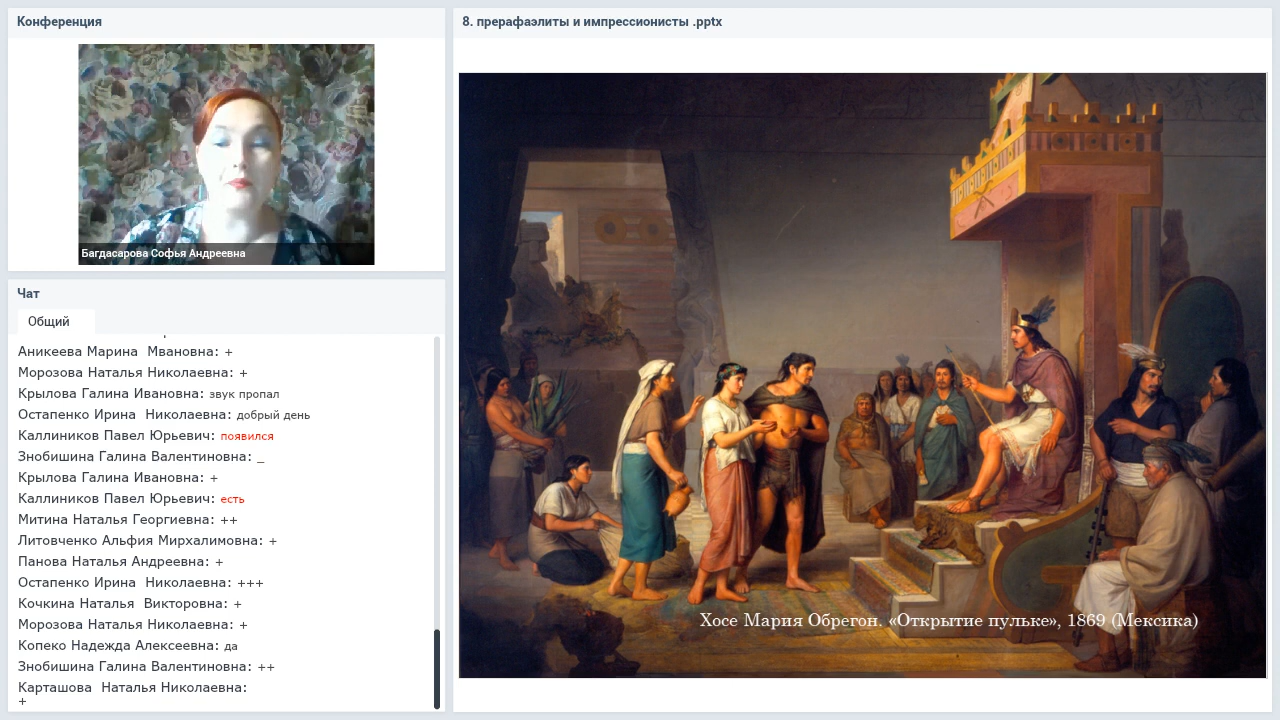 Конференция
Багдасарова Софья Андреевна
Чат
Общий
Аникеева Марина  Мвановна: +
Морозова Наталья Николаевна: +
Крылова Галина Ивановна: звук пропал
Остапенко Ирина  Николаевна: добрый день
Каллиников Павел Юрьевич: появился
Знобишина Галина Валентиновна: _
Крылова Галина Ивановна: +
Каллиников Павел Юрьевич: есть
Митина Наталья Георгиевна: ++
Литовченко Альфия Мирхалимовна: +
Панова Наталья Андреевна: +
Остапенко Ирина  Николаевна: +++
Кочкина Наталья  Викторовна: +
Морозова Наталья Николаевна: +
Копеко Надежда Алексеевна: да
Знобишина Галина Валентиновна: ++
Карташова  Наталья Николаевна:
+
8. прерафаэлиты и импрессионисты .pptx
Хосе Мария Обрегон. «Открытие пульке», 1869 (Мексика)